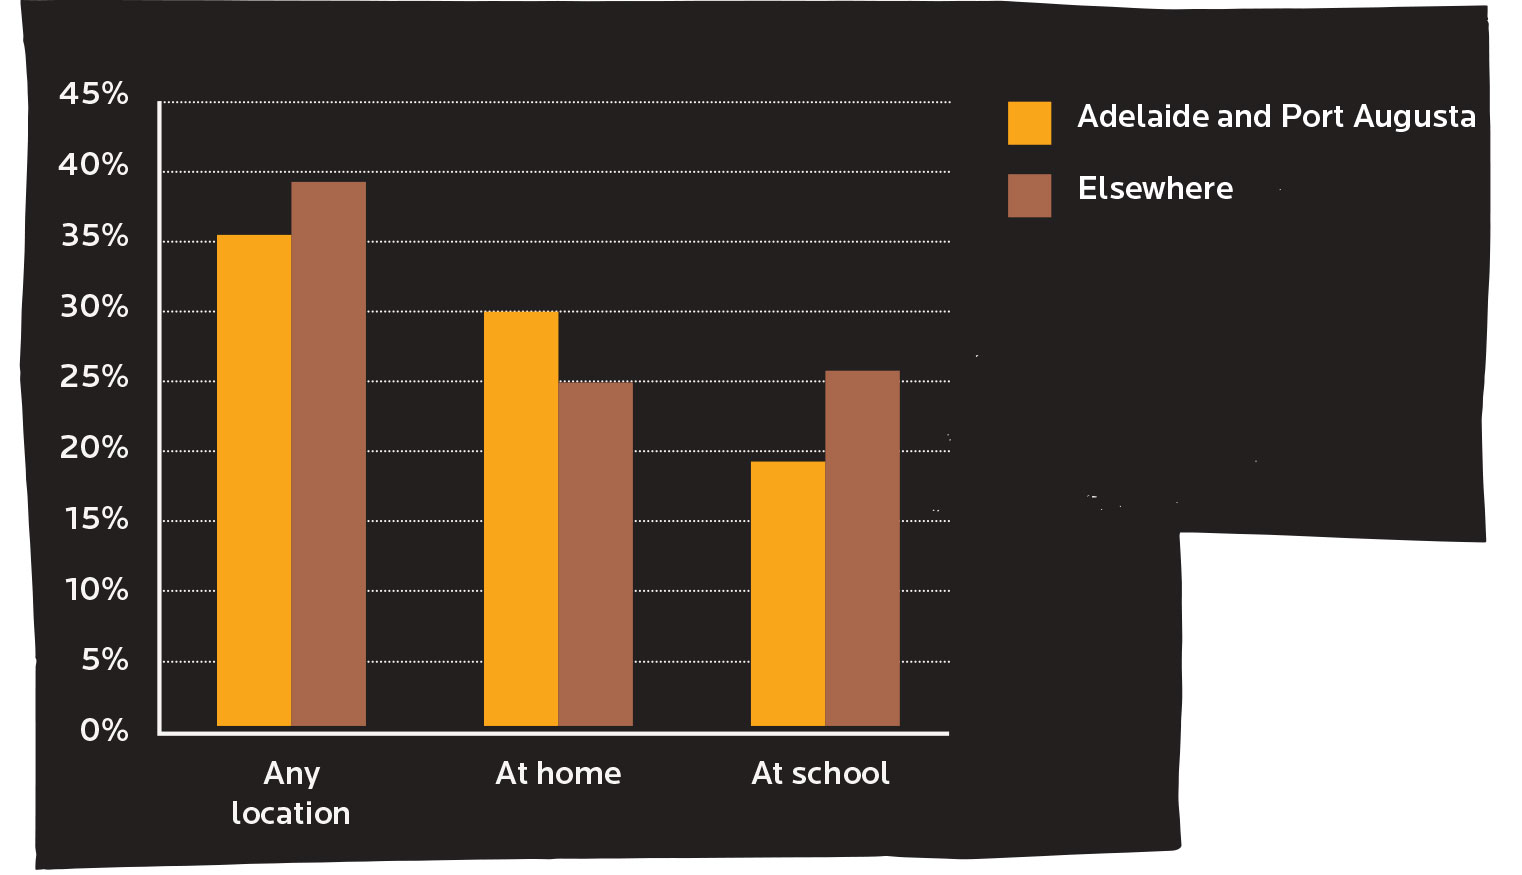 45%
40%
35%
30%
25%
20%
15%
10%
5%
0%
Any
location
At home
At school
Adelaide and Port Augusta
Elsewhere